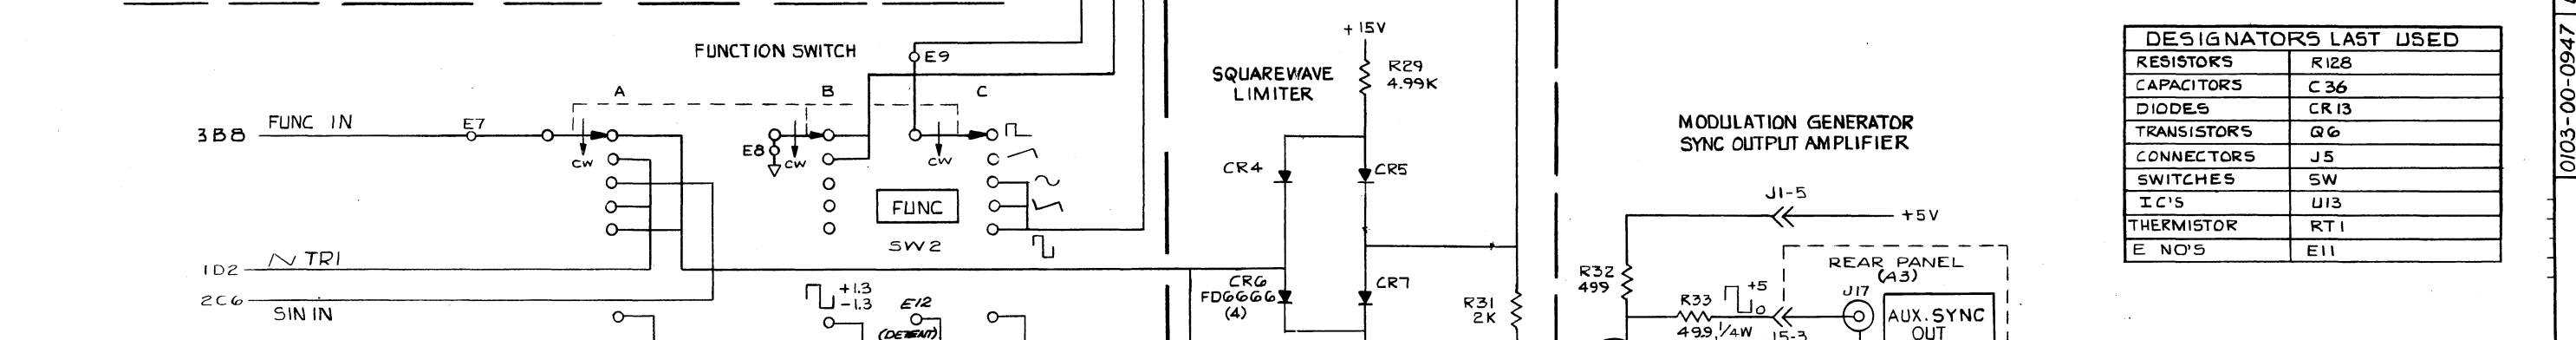 FUNCTION SWITCH
E9
A
B
C
3B8
FUNC IN
E7
E8
CW
CW
CW
FUNC
SW2
1D2
TRI
2C6
SIN IN
+1.3
-1.3
E12
(DETENT)
+15V
R29
4.99K
SQUAREWAVE
LIMITER
CR4
CR5
CR6
FD6666
(4)
CR7
R31
2K
MODULATION GENERATOR
SYNC OUTPUT AMPLIFIER
J1-5
+5V
R32
499
R33
499, 1/4W
+5
0
J5-3
REAR PANEL
(A3)
J17
AUX. SYNC
OUT
DESIGNATORS LAST USED
RESISTORS R128
CAPACITORS C36
DIODES CR13
TRANSISTORS Q6
CONNECTORS J5
SWITCHES SW
IC'S U13
THERMISTOR RT1
E NO'S E11
0103-00-0947